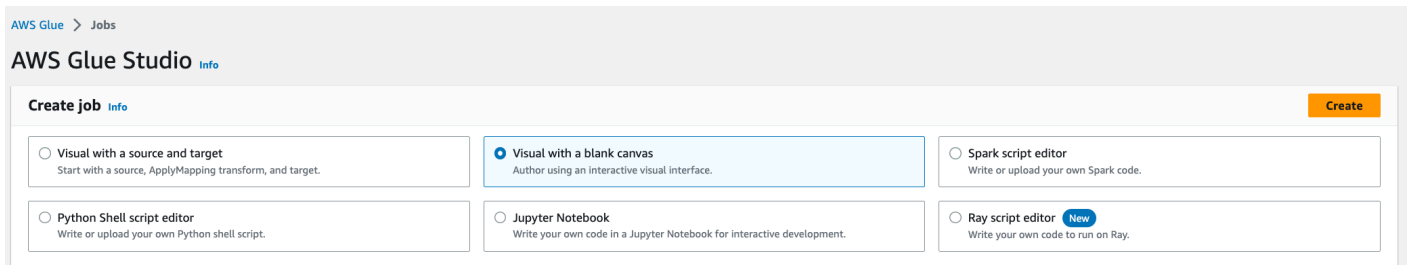 AWS Glue > Jobs
AWS Glue Studio Info
Create job Info
Create
Visual with a source and target
Start with a source, ApplyMapping transform, and target.
Visual with a blank canvas
Author using an interactive visual interface.
Spark script editor
Write or upload your own Spark code.
Python Shell script editor
Write or upload your own Python shell script.
Jupyter Notebook
Write your own code in a Jupyter Notebook for interactive development.
Ray script editor New
Write your own code to run on Ray.